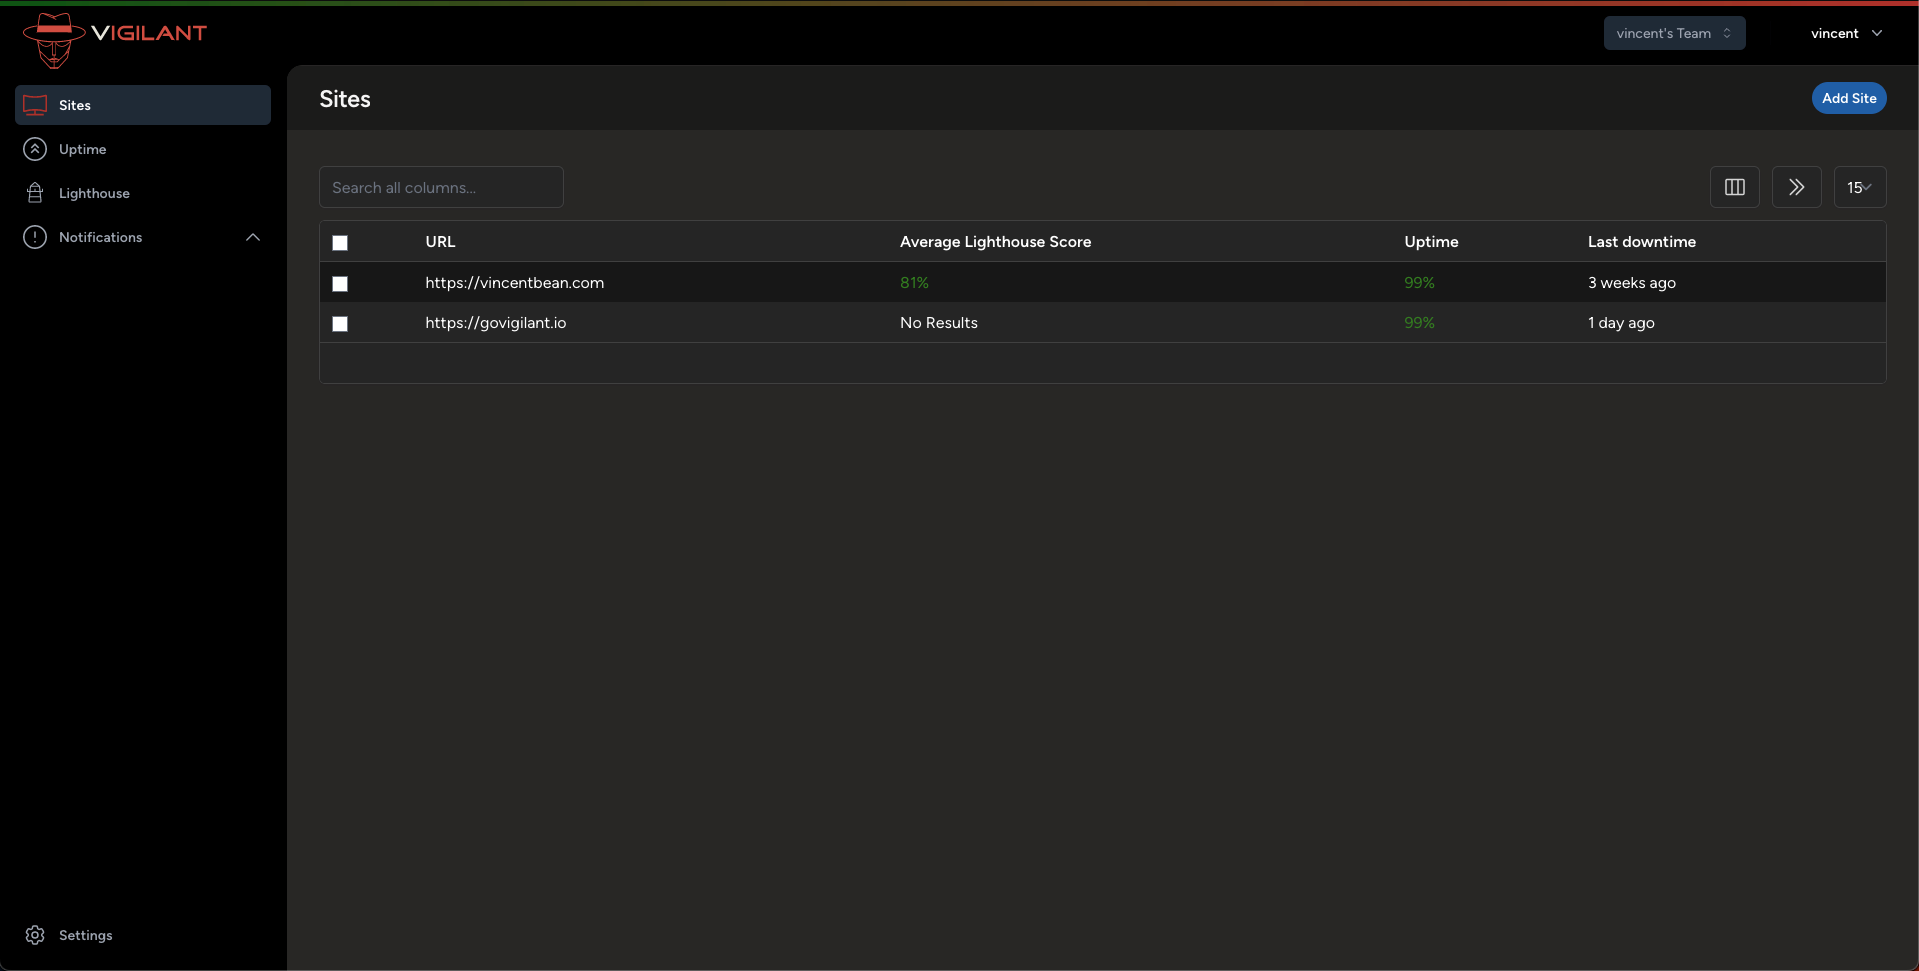 VIGILANT
vincent's Team
vincent
Sites
Uptime
Lighthouse
Notifications
Settings
Sites
Add Site
Search all columns...
15
URL Average Lighthouse Score Uptime Last downtime
https://vincentbean.com 81% 99% 3 weeks ago
https://govigilant.io No Results 99% 1 day ago